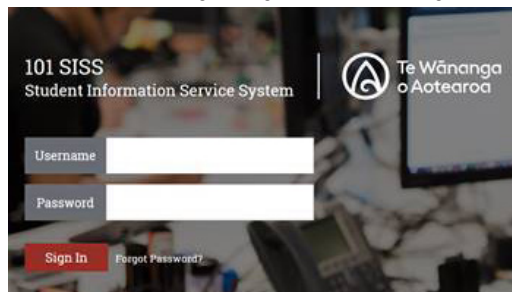 101 SISS
Student Information Service System
Te Wānanga
o Aotearoa
Username
Password
Sign In
Forgot Password?